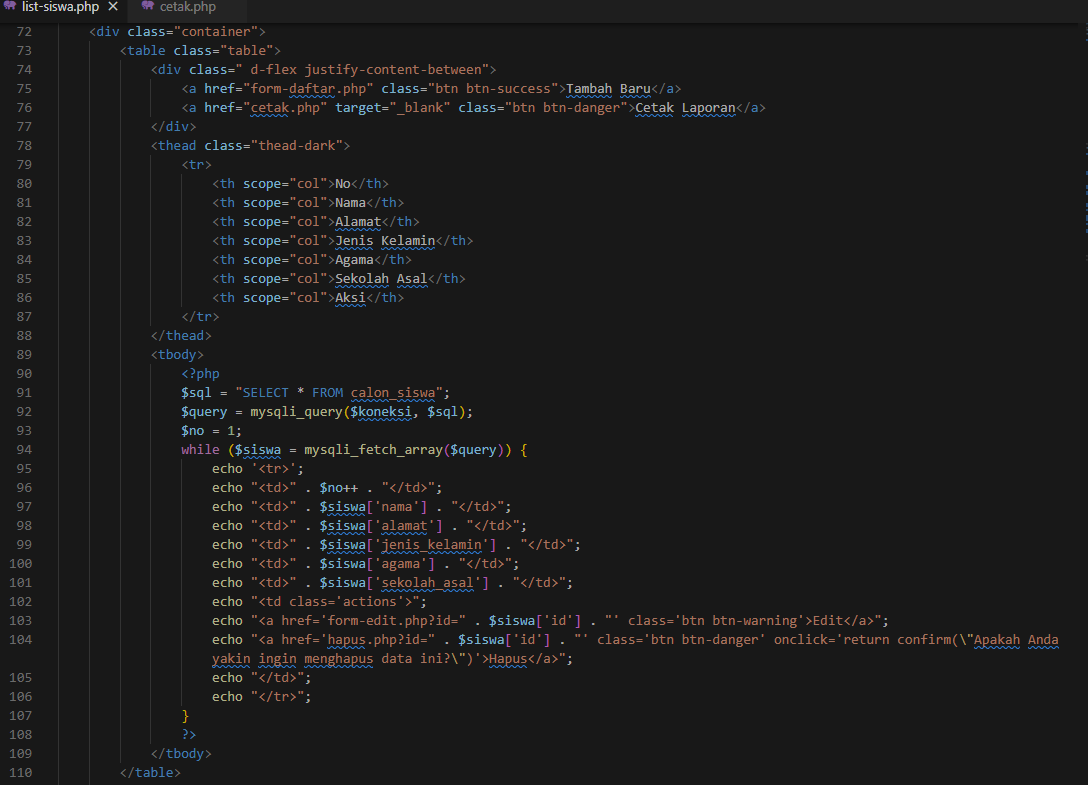 list-siswa.php × cetak.php
72 <div class="container">
73 <table class="table">
74 <div class=" d-flex justify-content-between">
75 <a href="form-daftar.php" class="btn btn-success">Tambah Baru</a>
76 <a href="cetak.php" target="_blank" class="btn btn-danger">Cetak Laporan</a>
77 </div>
78 <thead class="thead-dark">
79 <tr>
80 <th scope="col">No</th>
81 <th scope="col">Nama</th>
82 <th scope="col">Alamat</th>
83 <th scope="col">Jenis Kelamin</th>
84 <th scope="col">Agama</th>
85 <th scope="col">Sekolah Asal</th>
86 <th scope="col">Aksi</th>
87 </tr>
88 </thead>
89 <tbody>
90 <?php
91 $sql = "SELECT * FROM calon_siswa";
92 $query = mysqli_query($koneksi, $sql);
93 $no = 1;
94 while ($siswa = mysqli_fetch_array($query)) {
95 echo '<tr>';
96 echo "<td>" . $no++ . "</td>";
97 echo "<td>" . $siswa['nama'] . "</td>";
98 echo "<td>" . $siswa['alamat'] . "</td>";
99 echo "<td>" . $siswa['jenis_kelamin'] . "</td>";
100 echo "<td>" . $siswa['agama'] . "</td>";
101 echo "<td>" . $siswa['sekolah_asal'] . "</td>";
102 echo "<td class='actions'>";
103 echo "<a href='form-edit.php?id=" . $siswa['id'] . "' class='btn btn-warning'>Edit</a>";
104 echo "<a href='hapus.php?id=" . $siswa['id'] . "' class='btn btn-danger' onclick='return confirm(\"Apakah Anda
yakin ingin menghapus data ini?\")'>Hapus</a>";
105 echo "</td>";
106 echo "</tr>";
107 }
108 ?>
109 </tbody>
110 </table>